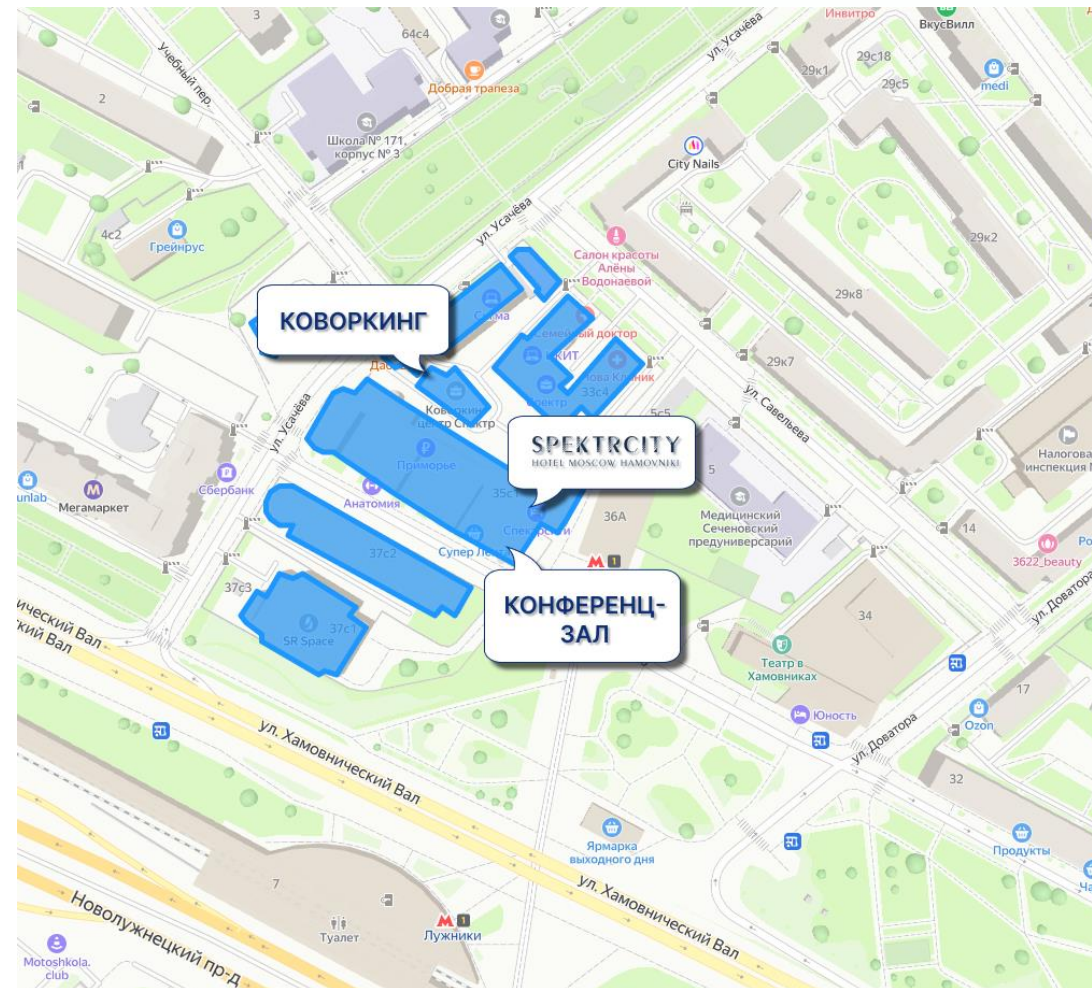 3
64с4
ул. Усачёва
Инвитро
ВкусВилл
29к1
29с18
29с5
medi
Добрая трапеза
Учебный пер.
2
Школа № 171,
корпус № 3
City Nails
4с2
Грейнрус
ул. Усачёва
Салон красоты
Алёны
Водонаевой
29к2
29к8
КОВОРКИНГ
Семейный доктор
29к7
33с4
Спектр
ул. Савельева
Коворкинг
центр Спектр
SPEKTRCITY
HOTEL MOSCOW HAMOVNIKI
5
Налоговая
инспекция
ул. Усачёва
Приморье
Сбербанк
Анатомия
Мегамаркет
36А
Медицинский
Сеченовский
предуниверсарий
14
37с2
1
3622_beauty
37с3
37с1
SR Space
КОНФЕРЕНЦ-
ЗАЛ
34
ул. Доватора
Театр в
Хамовниках
17
Юность
Ozon
ул. Хамовнический Вал
ул. Доватора
32
Ярмарка
выходного дня
Продукты
7
ул. Хамовнический Вал
Туалет
1
Лужники
Новолужнецкий пр-д
Motoshkola.
club